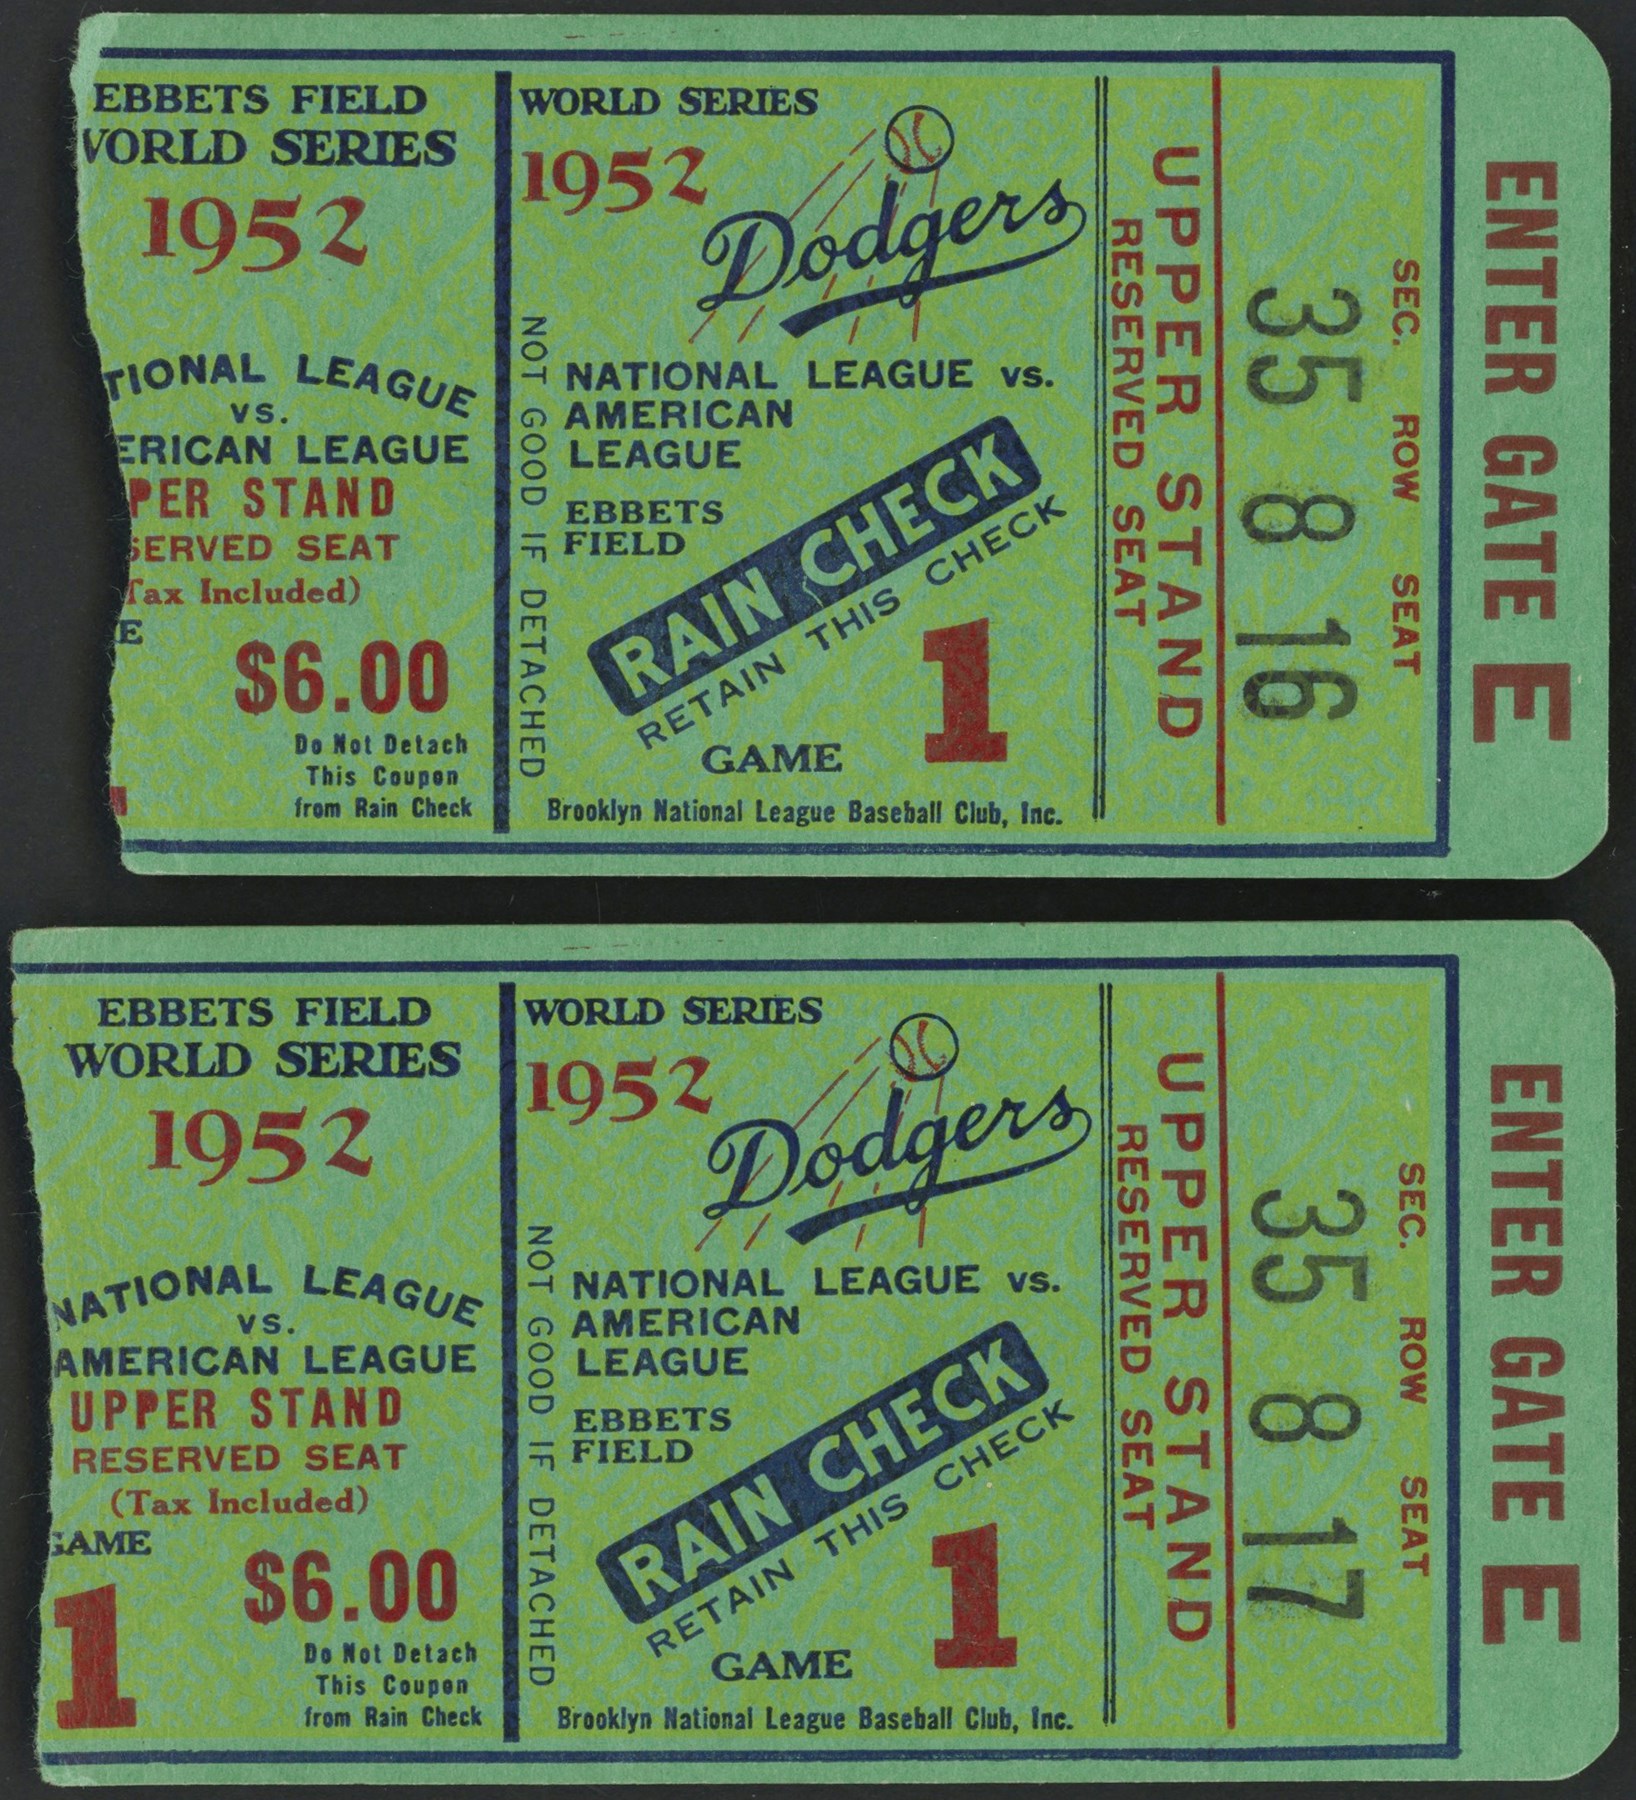 EBBETS FIELD
WORLD SERIES
1952
TIONAL LEAGUE
VS.
ERICAN LEAGUE
PER STAND
SERVED SEAT
Tax Included)
E
$6.00
Do Not Detach
This Coupon
from Rain Check
NOT GOOD IF DETACHED
WORLD SERIES
1952
Dodgers
NATIONAL LEAGUE vs.
AMERICAN
LEAGUE
EBBETS
FIELD
RAIN CHECK
RETAIN THIS CHECK
GAME 1
Brooklyn National League Baseball Club, Inc.
UPPER STAND
RESERVED SEAT
SEC. ROW SEAT
35 8 16
ENTER GATE E
EBBETS FIELD
WORLD SERIES
1952
NATIONAL LEAGUE
VS.
AMERICAN LEAGUE
UPPER STAND
RESERVED SEAT
(Tax Included)
GAME
1
$6.00
Do Not Detach
This Coupon
from Rain Check
NOT GOOD IF DETACHED
WORLD SERIES
1952
Dodgers
NATIONAL LEAGUE vs.
AMERICAN
LEAGUE
EBBETS
FIELD
RAIN CHECK
RETAIN THIS CHECK
GAME 1
Brooklyn National League Baseball Club, Inc.
UPPER STAND
RESERVED SEAT
SEC. ROW SEAT
35 8 17
ENTER GATE E